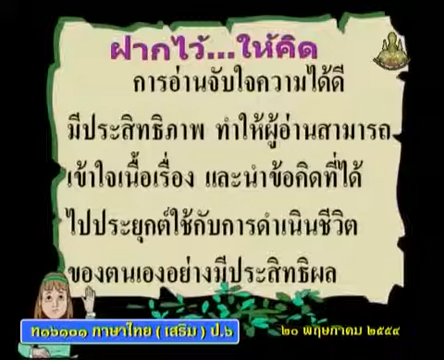 ฝากไว้...ให้คิด
การอ่านจับใจความได้ดี
มีประสิทธิภาพ ทำให้ผู้อ่านสามารถ
เข้าใจเนื้อเรื่อง และนำข้อคิดที่ได้
ไปประยุกต์ใช้กับการดำเนินชีวิต
ของตนเองอย่างมีประสิทธิผล
ท๑๖๑๐๑ ภาษาไทย ( เสริม ) ป.๖
๒๐ พฤษภาคม ๒๕๕๔